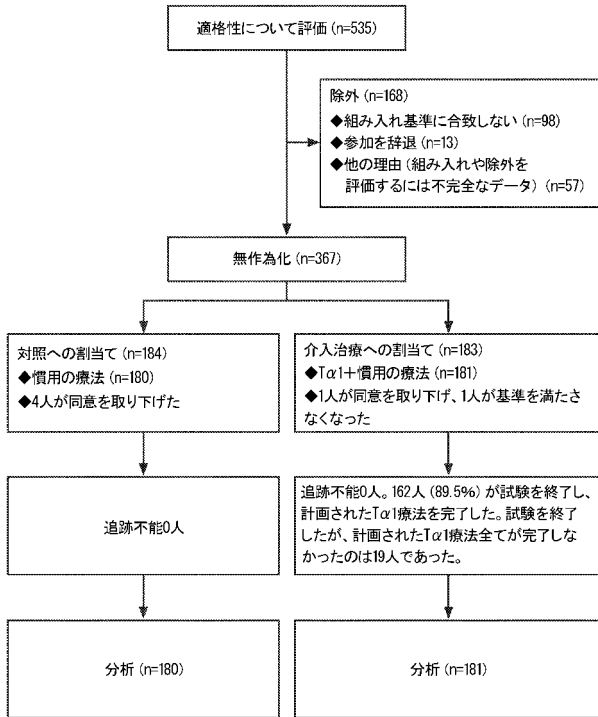 適格性について評価 (n=535)
除外 (n=168)
◆組み入れ基準に合致しない (n=98)
◆参加を辞退 (n=13)
◆他の理由 (組み入れや除外を
評価するには不完全なデータ) (n=57)
無作為化 (n=367)
対照への割当て (n=184)
◆慣用の療法 (n=180)
◆4人が同意を取り下げた
介入治療への割当て (n=183)
◆Tα1+慣用の療法 (n=181)
◆1人が同意を取り下げ、1人が基準を満たさ
なくなった
追跡不能0人
追跡不能0人。162人 (89.5%) が試験を終了し、
計画されたTα1療法を完了した。試験を終了
したが、計画されたTα1療法全てが完了しな
かったのは19人であった。
分析 (n=180)
分析 (n=181)